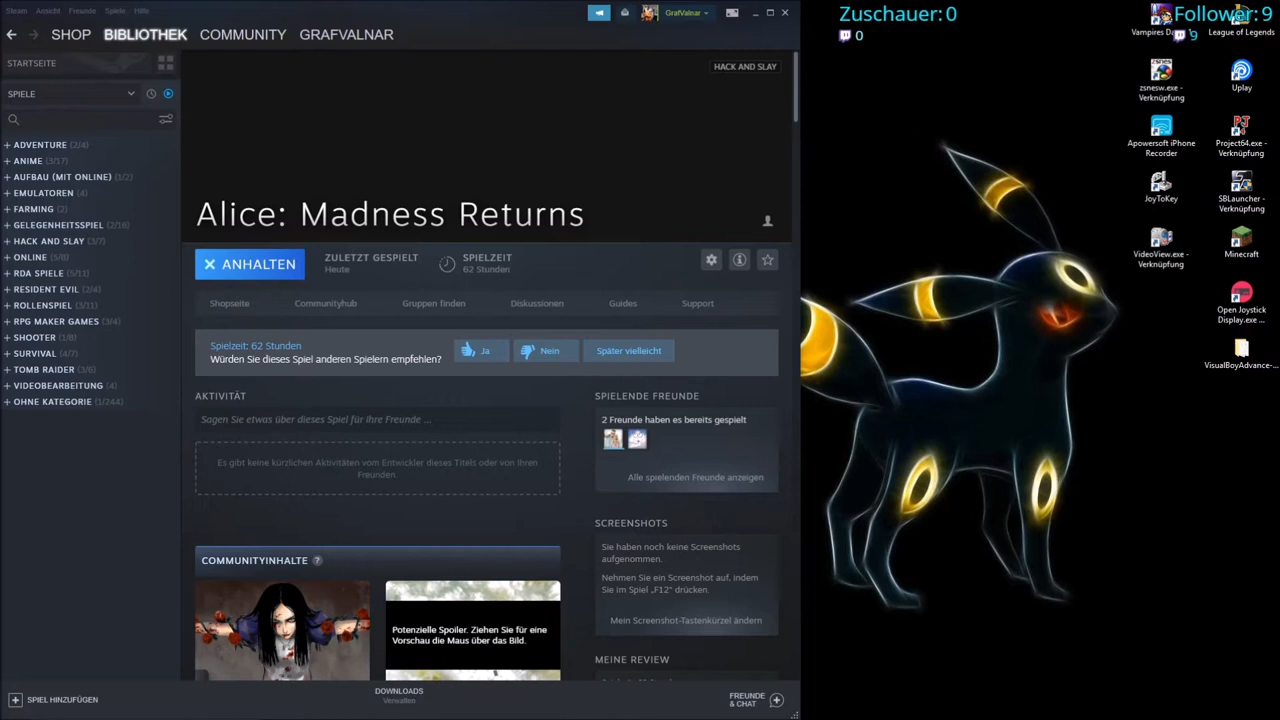 Steam Ansicht Freunde Spiele Hilfe
GrafValnar
SHOP BIBLIOTHEK COMMUNITY GRAFVALNAR
STARTSEITE
SPIELE
+ ADVENTURE (2/4)
+ ANIME (3/17)
+ AUFBAU (MIT ONLINE) (1/2)
+ EMULATOREN (4)
+ FARMING (2)
+ GELEGENHEITSSPIEL (2/16)
+ HACK AND SLAY (3/7)
+ ONLINE (5/8)
+ RDA SPIELE (5/11)
+ RESIDENT EVIL (2/4)
+ ROLLENSPIEL (3/11)
+ RPG MAKER GAMES (3/4)
+ SHOOTER (1/8)
+ SURVIVAL (4/7)
+ TOMB RAIDER (3/6)
+ VIDEOBEARBEITUNG (4)
+ OHNE KATEGORIE (1/244)
HACK AND SLAY
Alice: Madness Returns
ANHALTEN
ZULETZT GESPIELT
Heute
SPIELZEIT
62 Stunden
Shopseite Communityhub Gruppen finden Diskussionen Guides Support
Spielzeit: 62 Stunden
Würden Sie dieses Spiel anderen Spielern empfehlen?
Ja Nein Später vielleicht
AKTIVITÄT
Sagen Sie etwas über dieses Spiel für Ihre Freunde ...
Es gibt keine kürzlichen Aktivitäten vom Entwickler dieses Titels oder von Ihren
Freunden.
SPIELENDE FREUNDE
2 Freunde haben es bereits gespielt
Alle spielenden Freunde anzeigen
SCREENSHOTS
Sie haben noch keine Screenshots
aufgenommen.
Nehmen Sie ein Screenshot auf, indem
Sie im Spiel „F12" drücken.
Mein Screenshot-Tastenkürzel ändern
COMMUNITYINHALTE ?
Potenzielle Spoiler. Ziehen Sie für eine
Vorschau die Maus über das Bild.
MEINE REVIEW
SPIEL HINZUFÜGEN
DOWNLOADS
Verwalten
FREUNDE
& CHAT
Zuschauer: 0
0
Follower: 9
9
League of Legends
zsnesw.exe -
Verknüpfung
Uplay
Apowersoft iPhone
Recorder
Project64.exe -
Verknüpfung
JoyToKey
SBLauncher -
Verknüpfung
VideoView.exe -
Verknüpfung
Minecraft
Open Joystick
Display.exe ...
VisualBoyAdvance-...